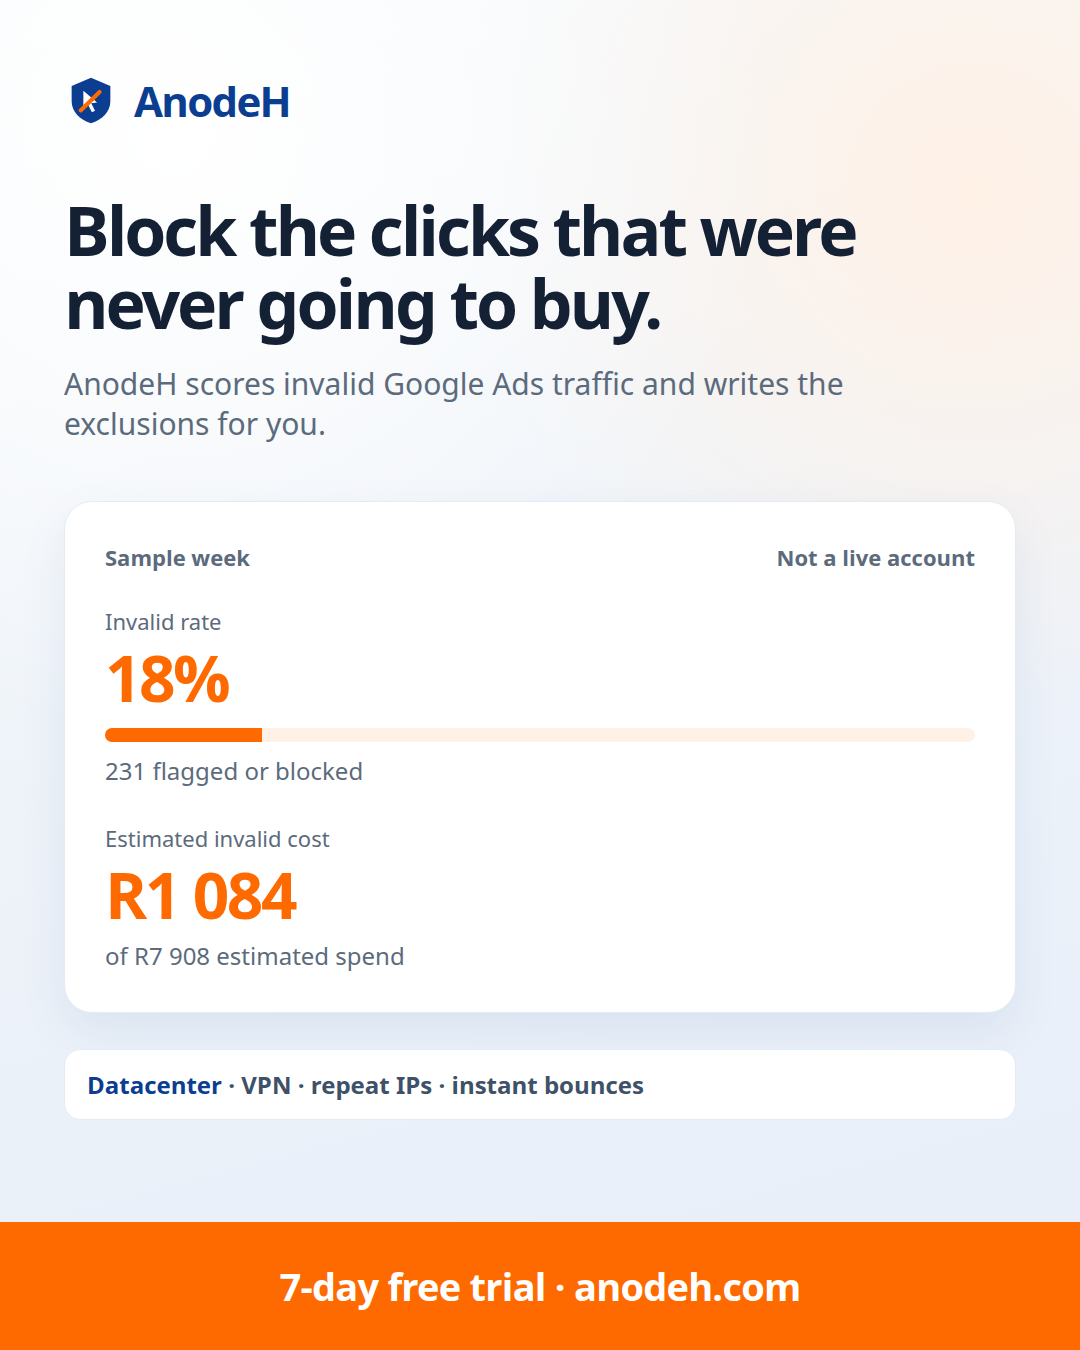 AnodeH
Block the clicks that were
never going to buy.
AnodeH scores invalid Google Ads traffic and writes the
exclusions for you.
Sample week
Not a live account
Invalid rate
18%
231 flagged or blocked
Estimated invalid cost
R1 084
of R7 908 estimated spend
Datacenter · VPN · repeat IPs · instant bounces
7-day free trial · anodeh.com